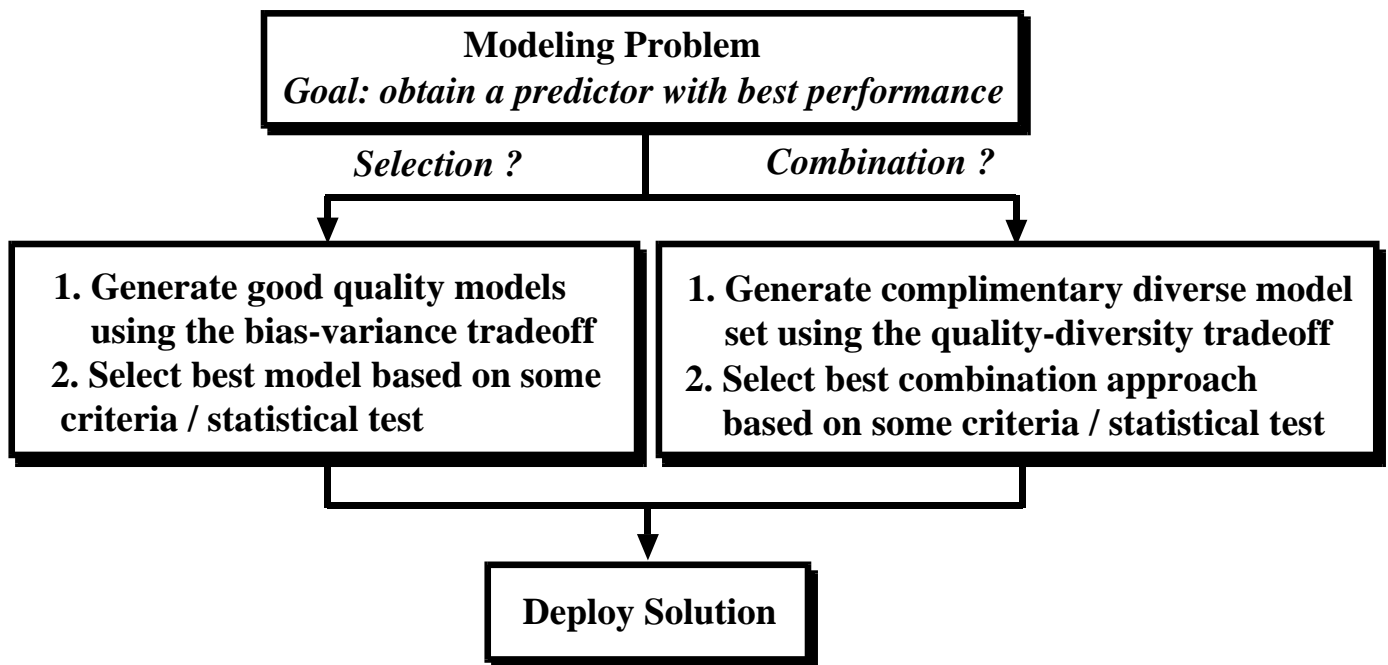 Modeling Problem
Goal: obtain a predictor with best performance
Selection ?
Combination ?
1. Generate good quality models
using the bias-variance tradeoff
2. Select best model based on some
criteria / statistical test
1. Generate complimentary diverse model
set using the quality-diversity tradeoff
2. Select best combination approach
based on some criteria / statistical test
Deploy Solution